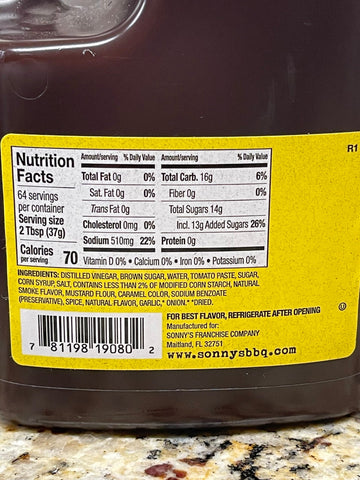 R1
Nutrition Facts
64 servings per container
Serving size
2 Tbsp (37g)
Calories per serving 70
Amount/serving % Daily Value
Total Fat 0g 0%
Sat. Fat 0g 0%
Trans Fat 0g
Cholesterol 0mg 0%
Sodium 510mg 22%
Amount/serving % Daily Value
Total Carb. 16g 6%
Fiber 0g 0%
Total Sugars 14g
Incl. 13g Added Sugars 26%
Protein 0g
Vitamin D 0% • Calcium 0% • Iron 0% • Potassium 0%
INGREDIENTS: DISTILLED VINEGAR, BROWN SUGAR, WATER, TOMATO PASTE, SUGAR,
CORN SYRUP, SALT, CONTAINS LESS THAN 2% OF MODIFIED CORN STARCH, NATURAL
SMOKE FLAVOR, MUSTARD FLOUR, CARAMEL COLOR, SODIUM BENZOATE
(PRESERVATIVE), SPICE, NATURAL FLAVOR, GARLIC,* ONION.* *DRIED.
FOR BEST FLAVOR, REFRIGERATE AFTER OPENING
Manufactured for:
SONNY'S FRANCHISE COMPANY
Maitland, FL 32751
www.sonnysbbq.com
7 81198 19080 2